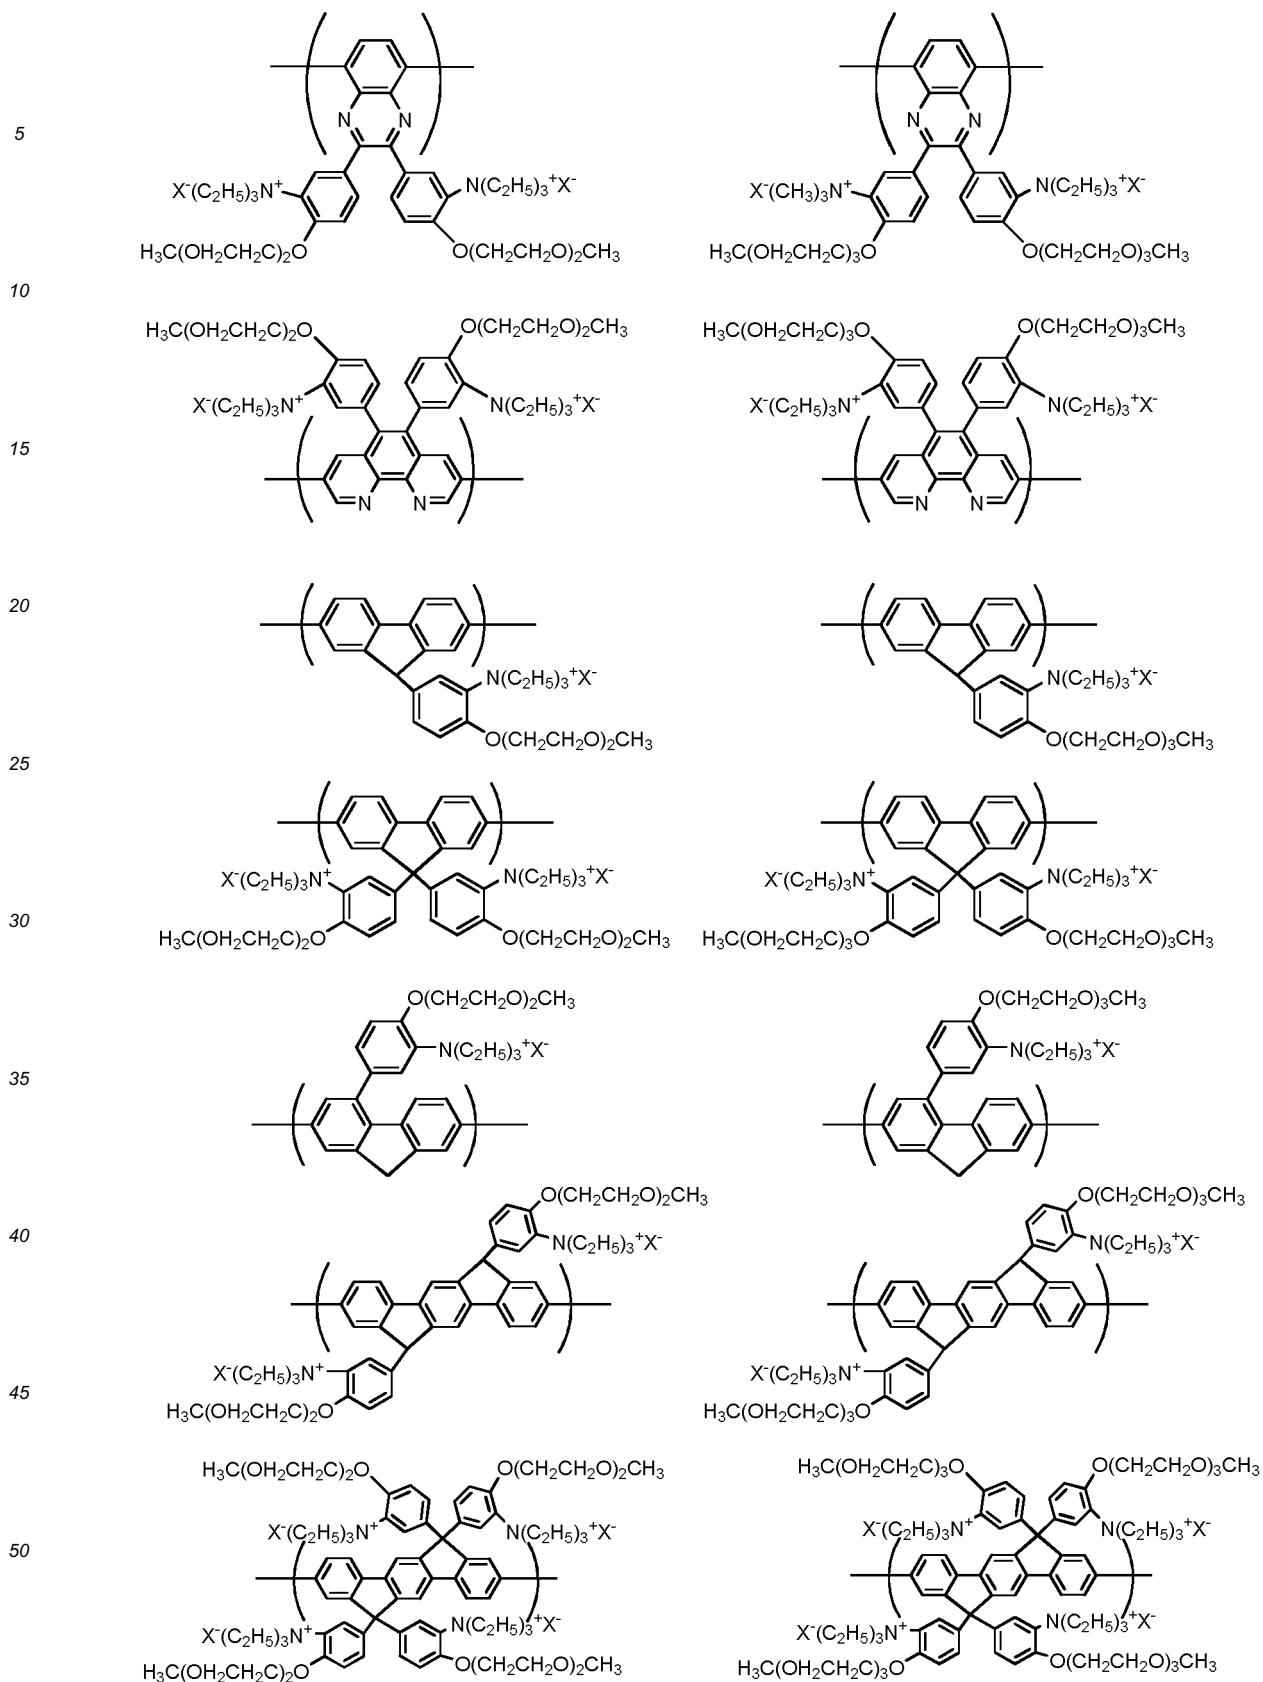 N N N N
5
X⁻(C₂H₅)₃N⁺ N(C₂H₅)₃⁺X⁻ X⁻(CH₃)₃N⁺ N(C₂H₅)₃⁺X⁻
H₃C(OH₂CH₂C)₂O O(CH₂CH₂O)₂CH₃ H₃C(OH₂CH₂C)₃O O(CH₂CH₂O)₃CH₃
10
H₃C(OH₂CH₂C)₂O O(CH₂CH₂O)₂CH₃ H₃C(OH₂CH₂C)₃O O(CH₂CH₂O)₃CH₃
X⁻(C₂H₅)₃N⁺ N(C₂H₅)₃⁺X⁻ X⁻(C₂H₅)₃N⁺ N(C₂H₅)₃⁺X⁻
15
N N N N
20
N(C₂H₅)₃⁺X⁻ N(C₂H₅)₃⁺X⁻
O(CH₂CH₂O)₂CH₃ O(CH₂CH₂O)₃CH₃
25
X⁻(C₂H₅)₃N⁺ N(C₂H₅)₃⁺X⁻ X⁻(C₂H₅)₃N⁺ N(C₂H₅)₃⁺X⁻
30
H₃C(OH₂CH₂C)₂O O(CH₂CH₂O)₂CH₃ H₃C(OH₂CH₂C)₃O O(CH₂CH₂O)₃CH₃
O(CH₂CH₂O)₂CH₃ O(CH₂CH₂O)₃CH₃
N(C₂H₅)₃⁺X⁻ N(C₂H₅)₃⁺X⁻
35
O(CH₂CH₂O)₂CH₃ O(CH₂CH₂O)₃CH₃
40
N(C₂H₅)₃⁺X⁻ N(C₂H₅)₃⁺X⁻
X⁻(C₂H₅)₃N⁺ X⁻(C₂H₅)₃N⁺
45
H₃C(OH₂CH₂C)₂O H₃C(OH₂CH₂C)₃O
H₃C(OH₂CH₂C)₂O O(CH₂CH₂O)₂CH₃ H₃C(OH₂CH₂C)₃O O(CH₂CH₂O)₃CH₃
X⁻(C₂H₅)₃N⁺ N(C₂H₅)₃⁺X⁻ X⁻(C₂H₅)₃N⁺ N(C₂H₅)₃⁺X⁻
50
X⁻(C₂H₅)₃N⁺ N(C₂H₅)₃⁺X⁻ X⁻(C₂H₅)₃N⁺ N(C₂H₅)₃⁺X⁻
H₃C(OH₂CH₂C)₂O O(CH₂CH₂O)₂CH₃ H₃C(OH₂CH₂C)₃O O(CH₂CH₂O)₃CH₃